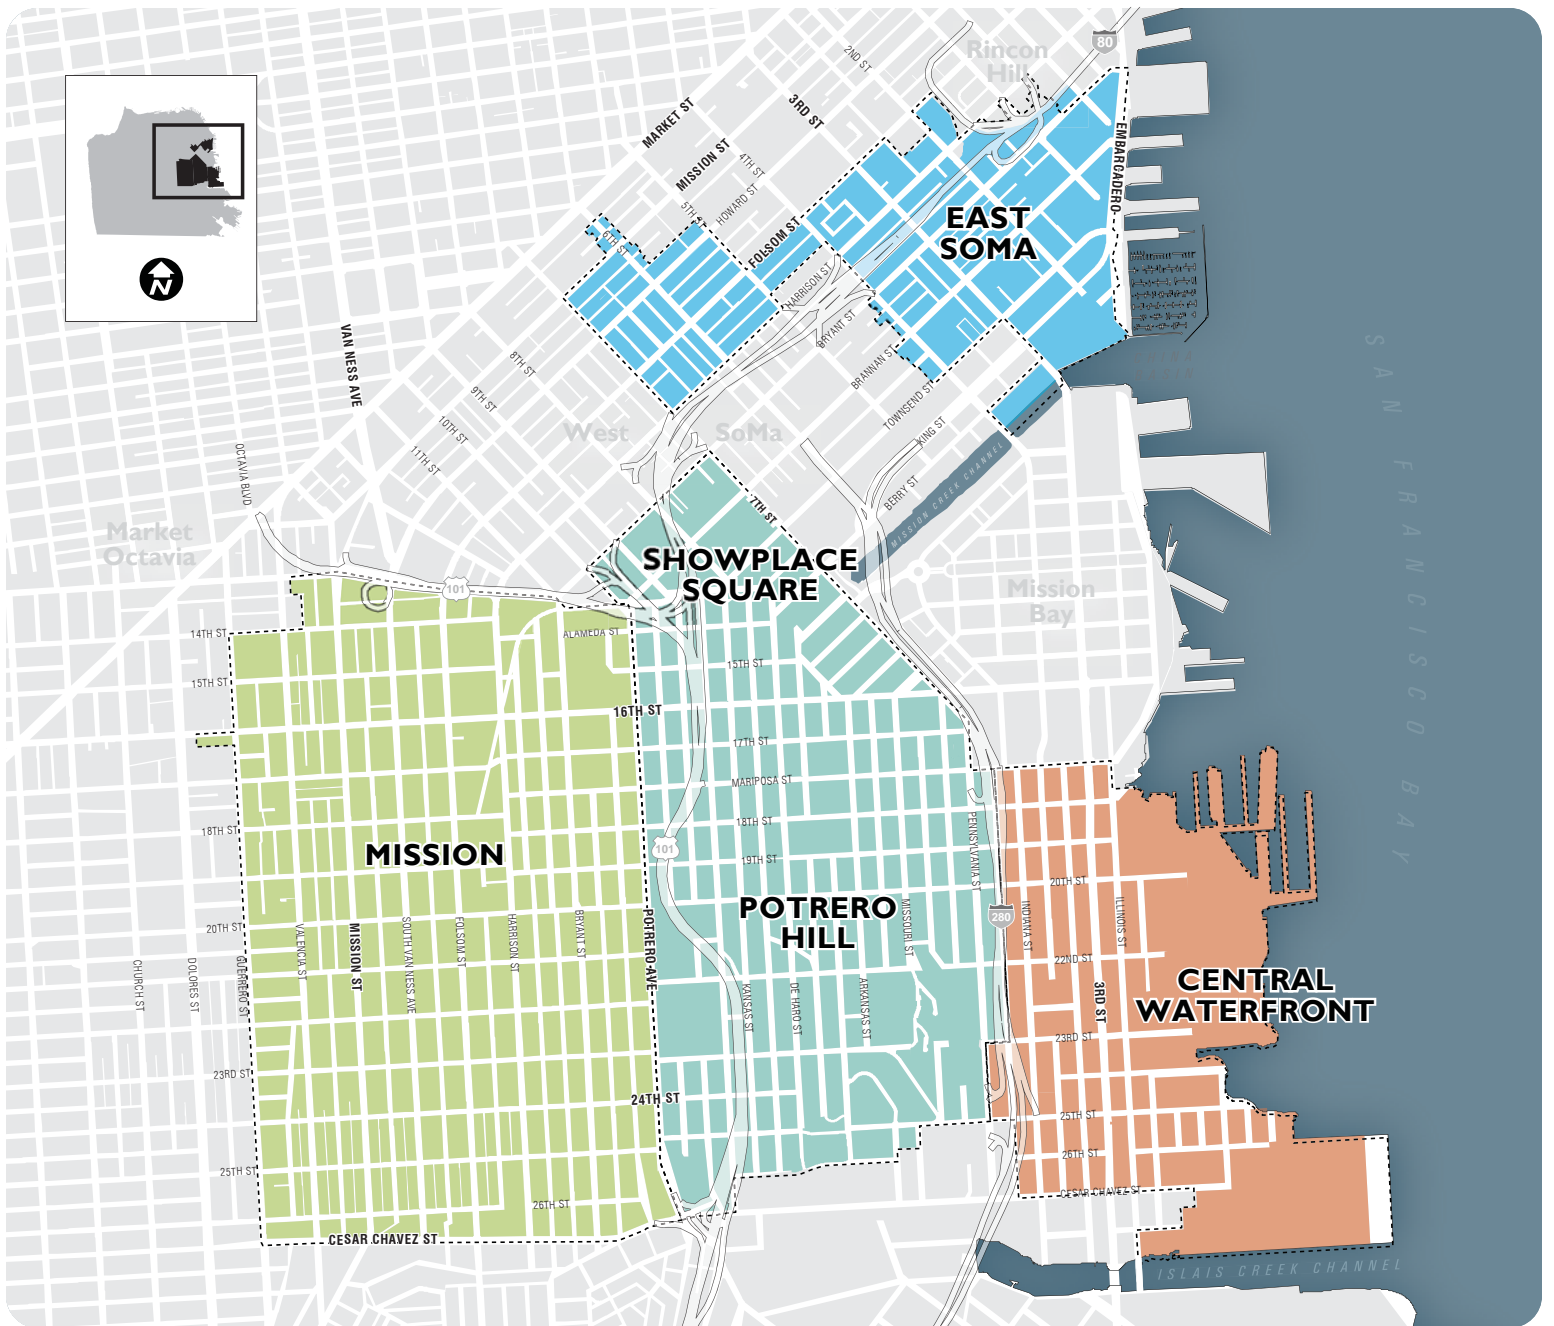 Rincon
Hill
80
2ND ST
3RD ST
MARKET ST
MISSION ST
4TH ST
HOWARD ST
5TH ST
6TH ST
FOLSOM ST
EMBARCADERO
EAST
SOMA
HARRISON ST
BRYANT ST
BRANNAN ST
TOWNSEND ST
KING ST
BERRY ST
MISSION CREEK CHANNEL
CHINA
BASIN
SAN FRANCISCO BAY
N
VAN NESS AVE
8TH ST
9TH ST
10TH ST
11TH ST
OCTAVIA BLVD
West
SoMa
Market
Octavia
7TH ST
SHOWPLACE
SQUARE
Mission
Bay
101
14TH ST
ALAMEDA ST
15TH ST
15TH ST
16TH ST
17TH ST
MARIPOSA ST
18TH ST
18TH ST
19TH ST
101
MISSION
POTRERO
HILL
PENNSYLVANIA ST
280
20TH ST
20TH ST
INDIANA ST
ILLINOIS ST
22ND ST
3RD ST
CENTRAL
WATERFRONT
CHURCH ST
DOLORES ST
GUERRERO ST
VALENCIA ST
MISSION ST
SOUTH VAN NESS AVE
FOLSOM ST
HARRISON ST
BRYANT ST
POTRERO AVE
KANSAS ST
DE HARO ST
ARKANSAS ST
MISSOURI ST
23RD ST
23RD ST
24TH ST
25TH ST
25TH ST
26TH ST
26TH ST
CESAR CHAVEZ ST
CESAR CHAVEZ ST
ISLAIS CREEK CHANNEL